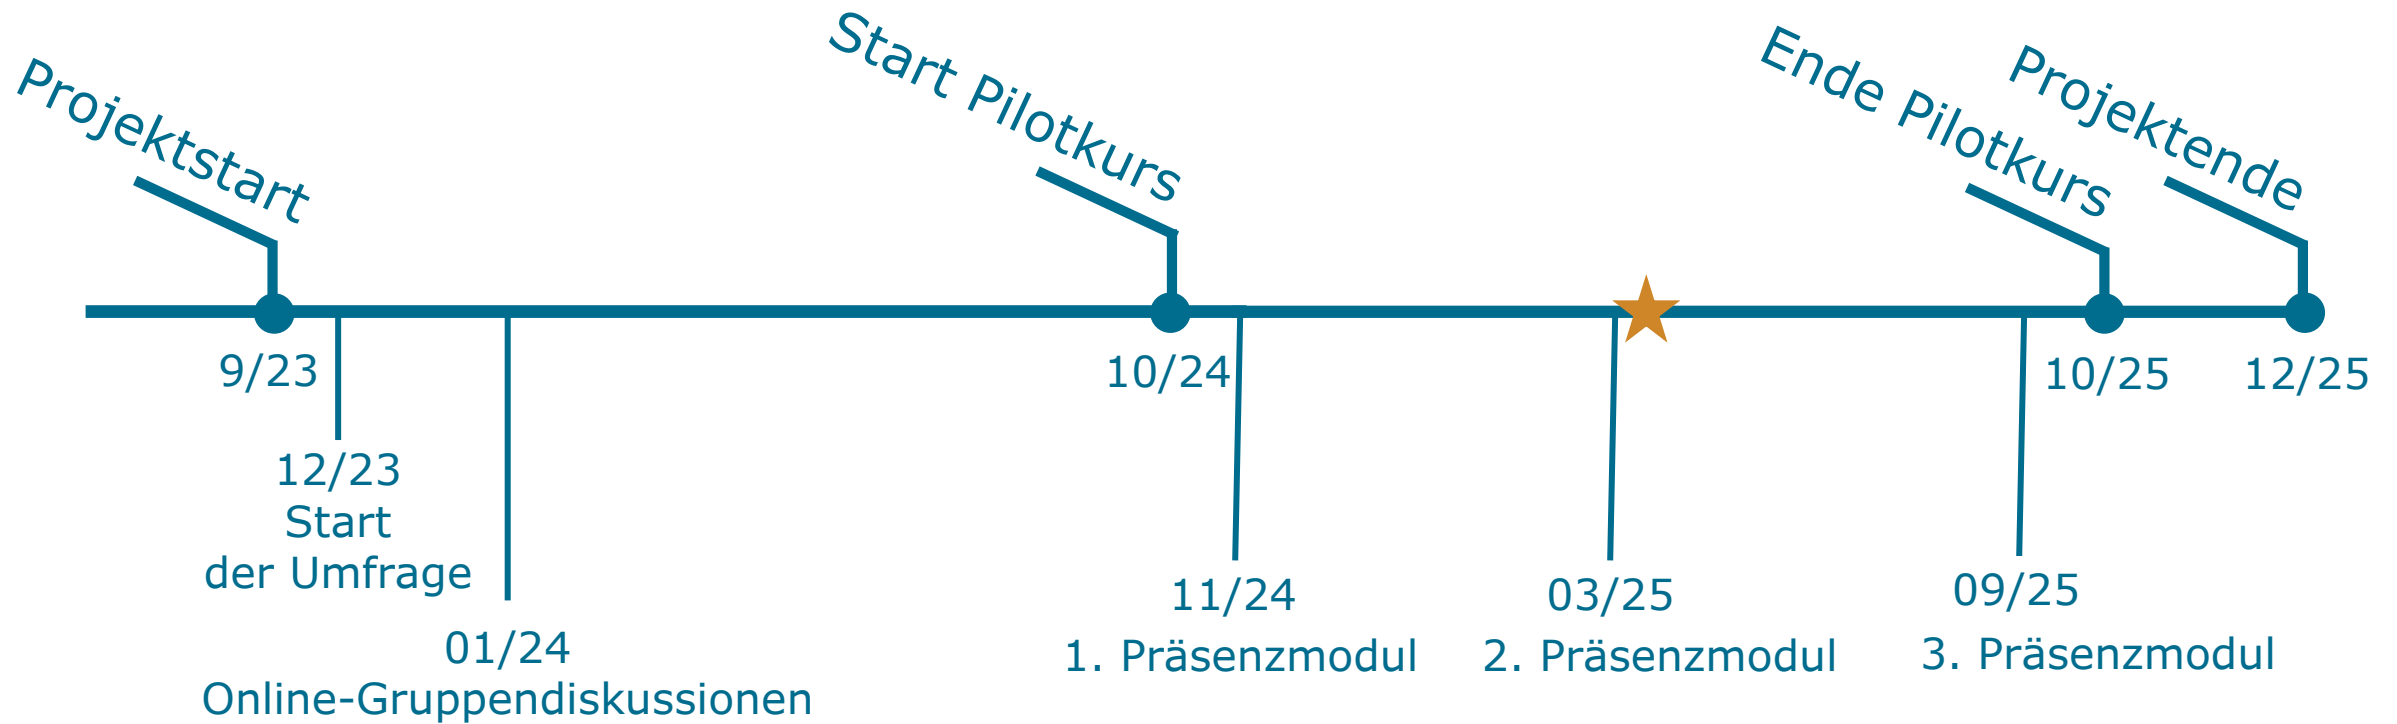 Projektstart
Start Pilotkurs
Ende Pilotkurs
Projektende
9/23
10/24
10/25
12/25
12/23
Start
der Umfrage
01/24
Online-Gruppendiskussionen
11/24
1. Präsenzmodul
03/25
2. Präsenzmodul
09/25
3. Präsenzmodul